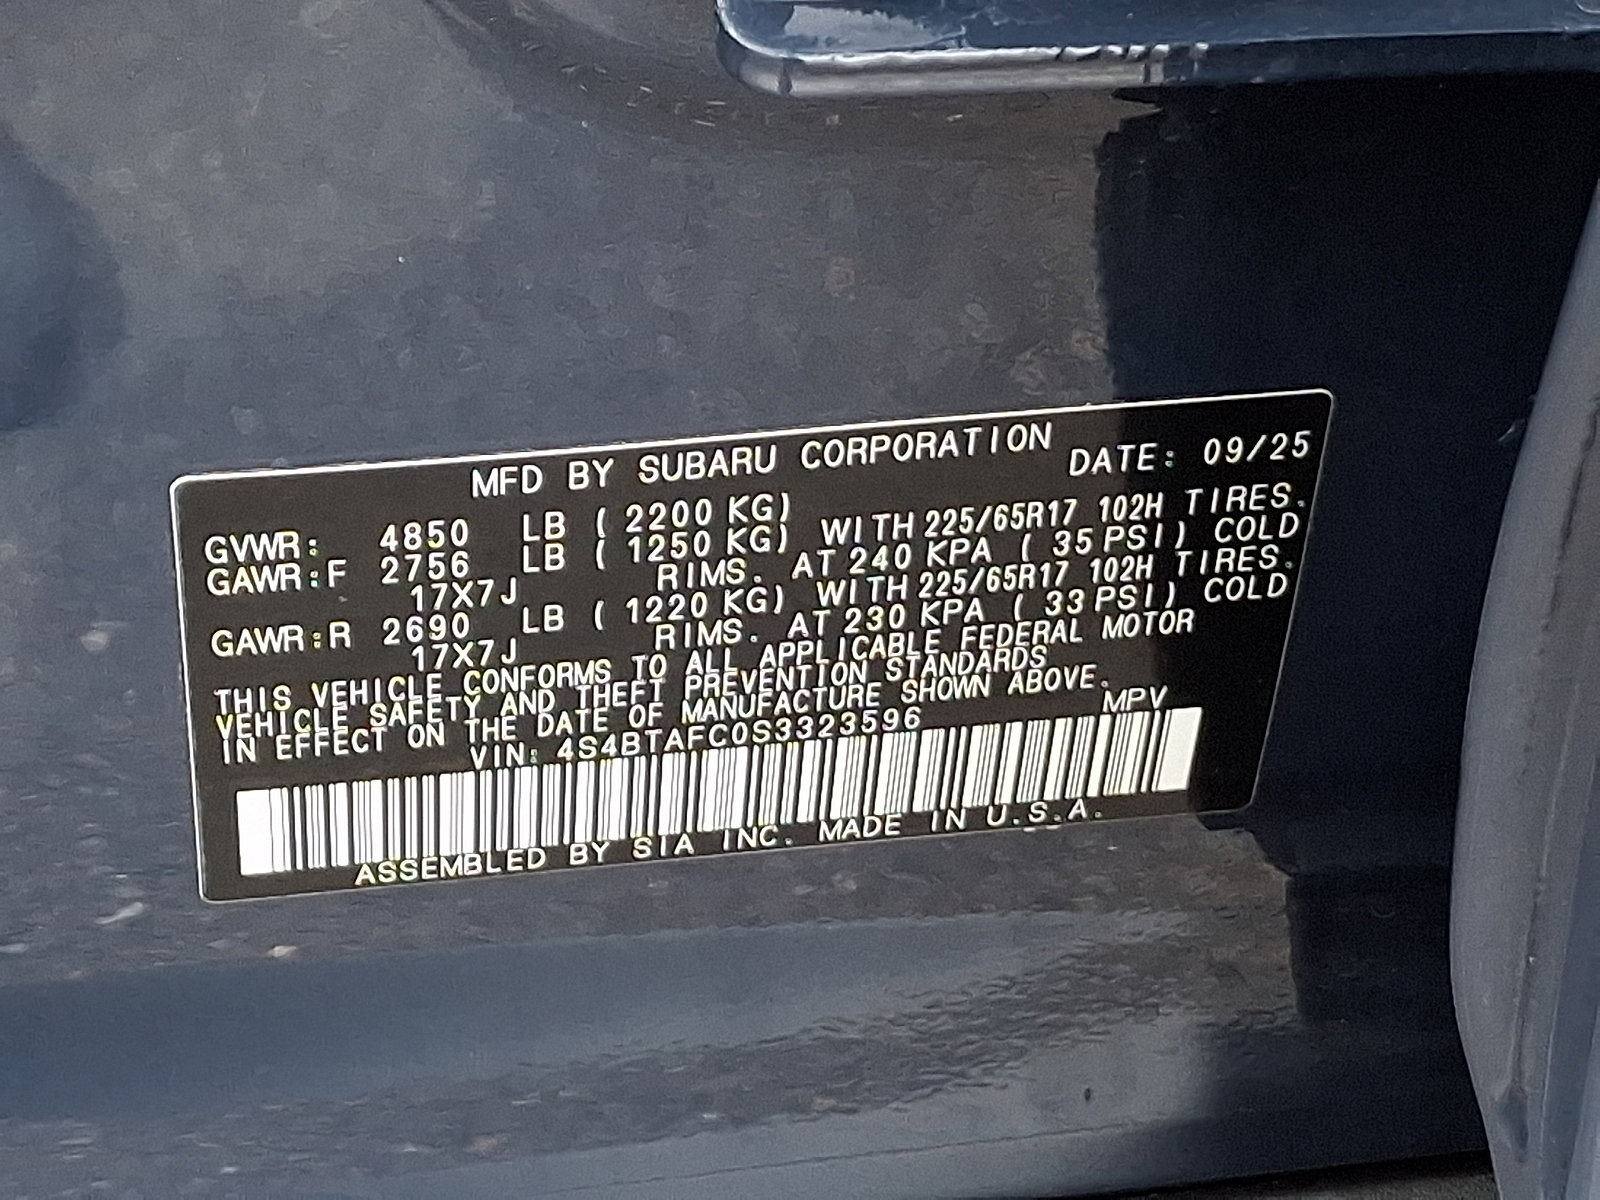 MFD BY SUBARU CORPORATION DATE: 09/25
GVWR: 4850 LB ( 2200 KG)
GAWR:F 2756 LB ( 1250 KG) WITH 225/65R17 102H TIRES.
17X7J RIMS. AT 240 KPA ( 35 PSI) COLD
GAWR:R 2690 LB ( 1220 KG) WITH 225/65R17 102H TIRES.
17X7J RIMS. AT 230 KPA ( 33 PSI) COLD
THIS VEHICLE CONFORMS TO ALL APPLICABLE FEDERAL MOTOR
VEHICLE SAFETY AND THEFT PREVENTION STANDARDS
IN EFFECT ON THE DATE OF MANUFACTURE SHOWN ABOVE.
VIN: 4S4BTAFC0S3323596 MPV
ASSEMBLED BY SIA INC. MADE IN U.S.A.